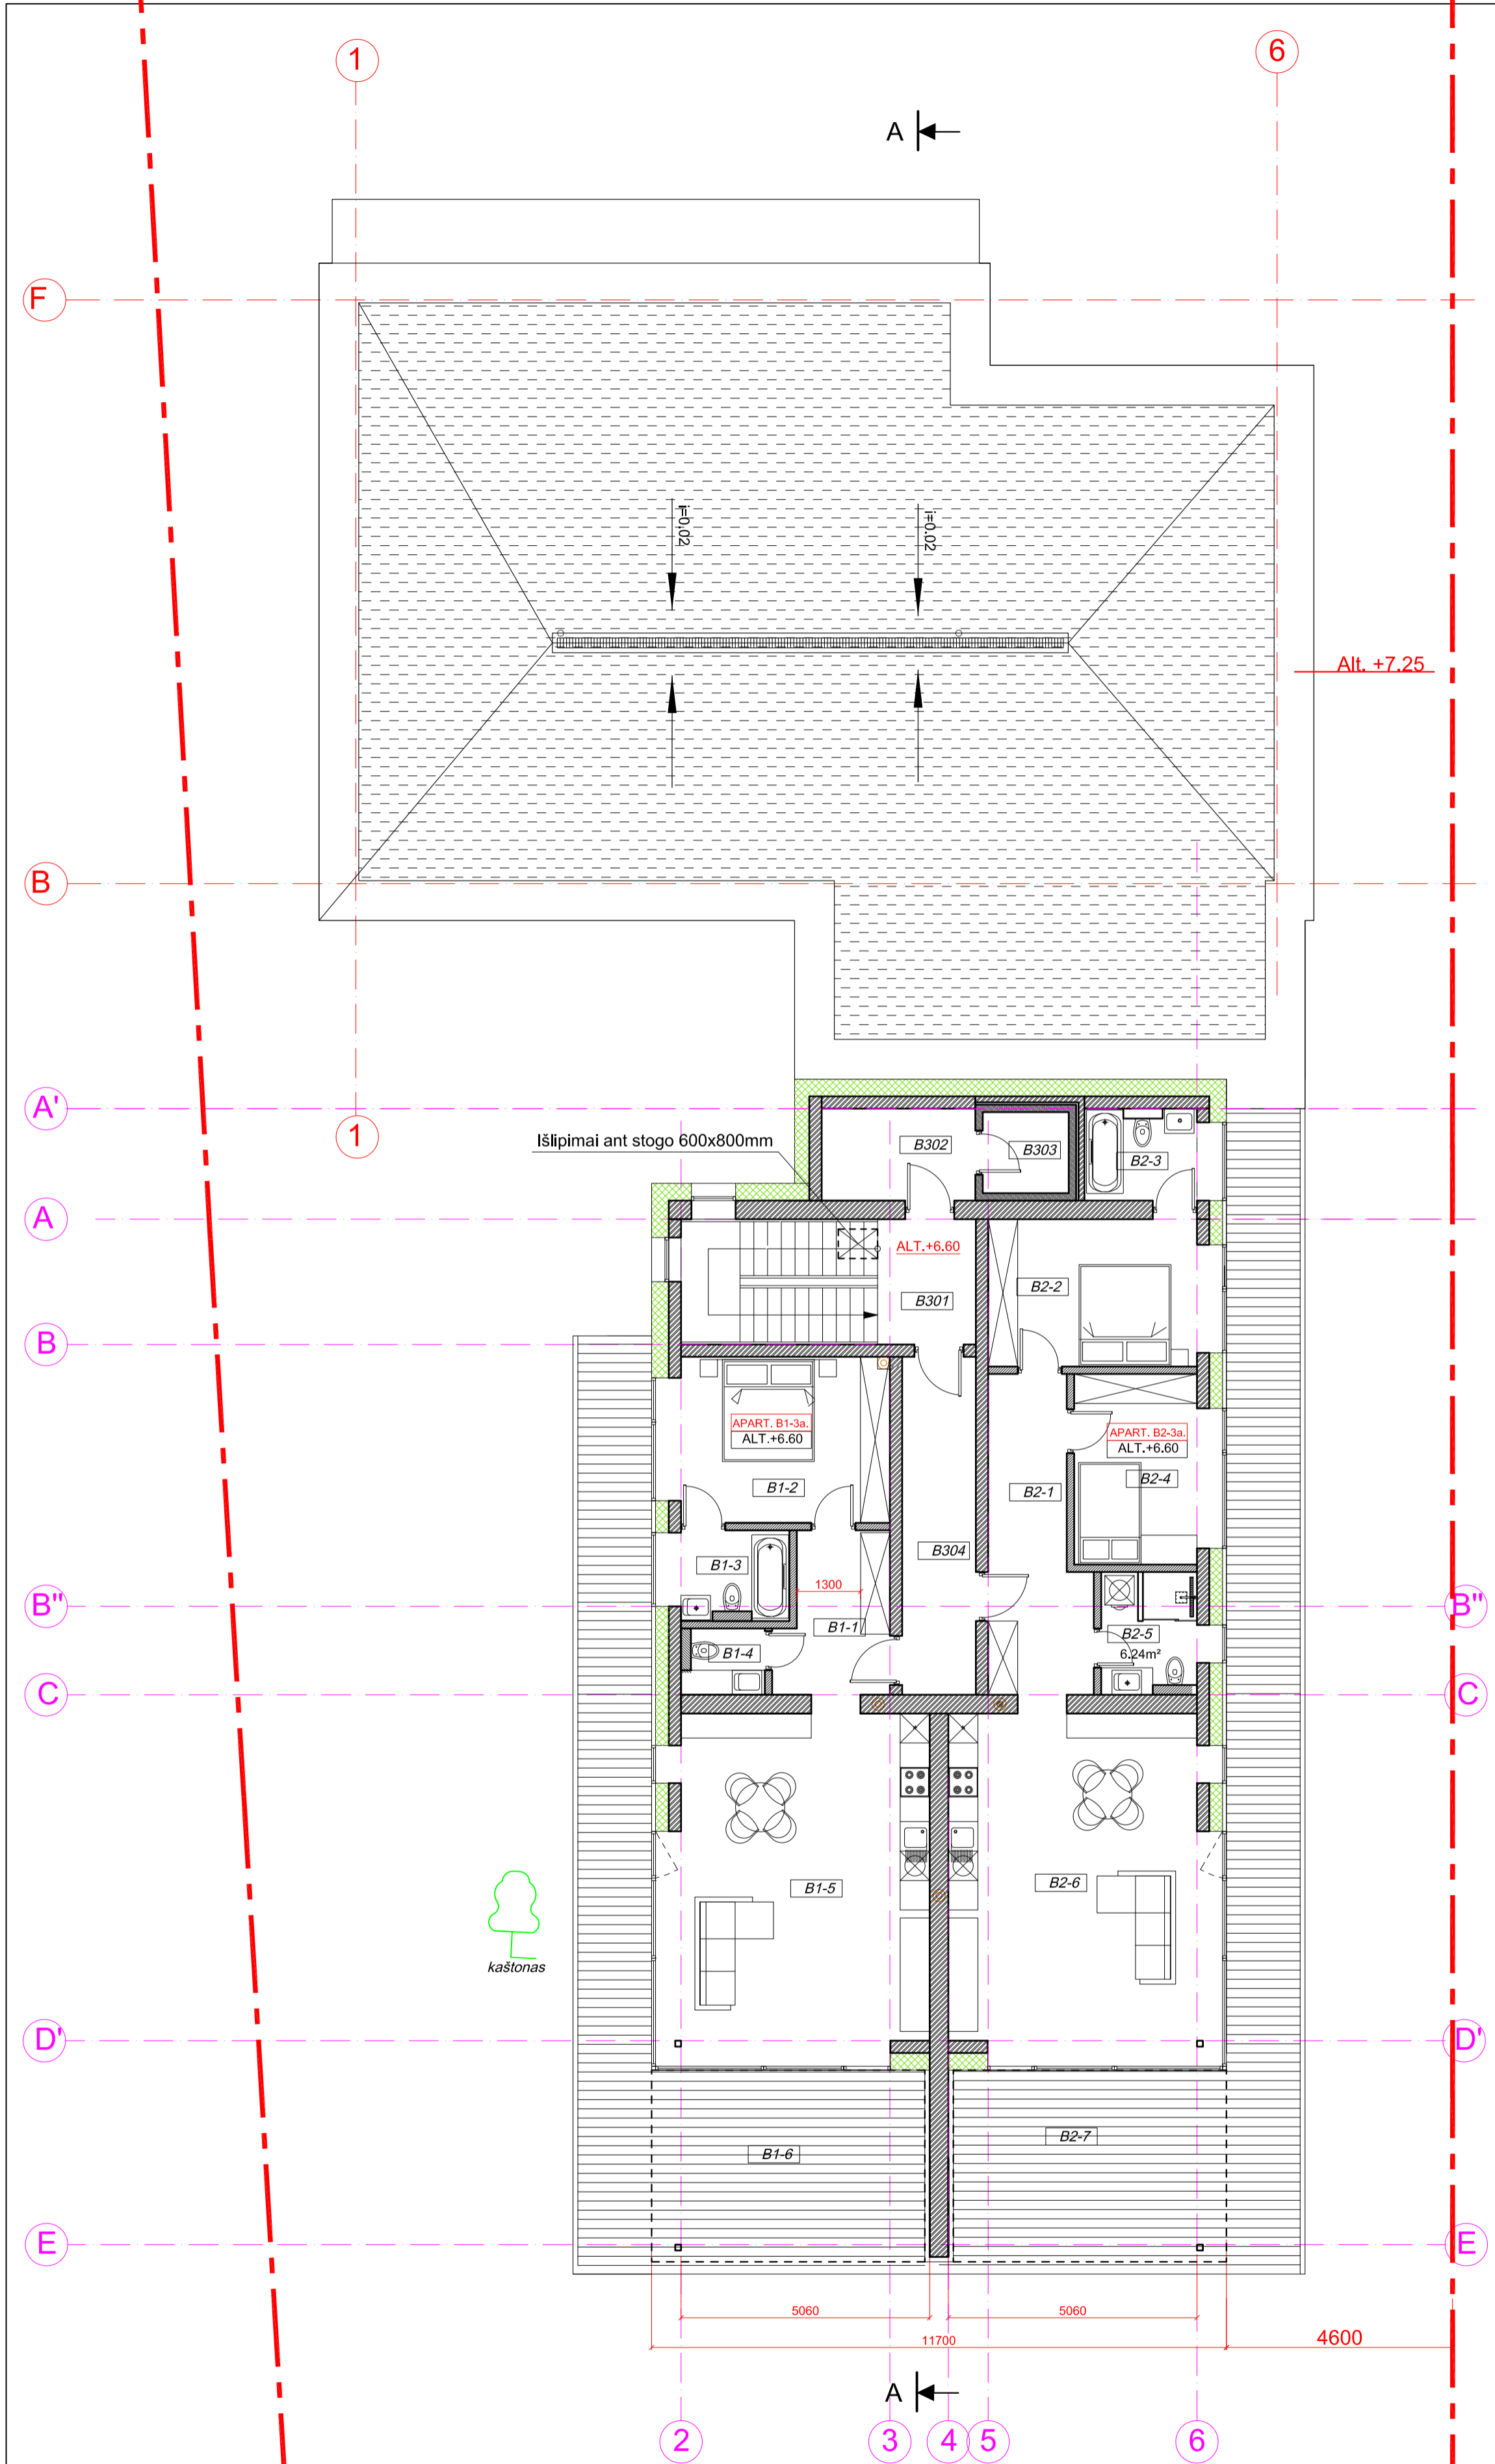 1
6
A
F
i=0.02
i=0.02
Alt. +7.25
B
A'
1
Išlipimai ant stogo 600x800mm
B302
B303
B2-3
A
ALT.+6.60
B301
B2-2
B
APART. B1-3a.
ALT.+6.60
APART. B2-3a.
ALT.+6.60
B1-2
B2-4
B2-1
B304
B1-3
1300
B"
B"
B1-1
B2-5
6.24m²
B1-4
C
C
B1-5
B2-6
kaštonas
D'
D'
B1-6
B2-7
E
E
5060
5060
11700
4600
A
2
3
4
5
6